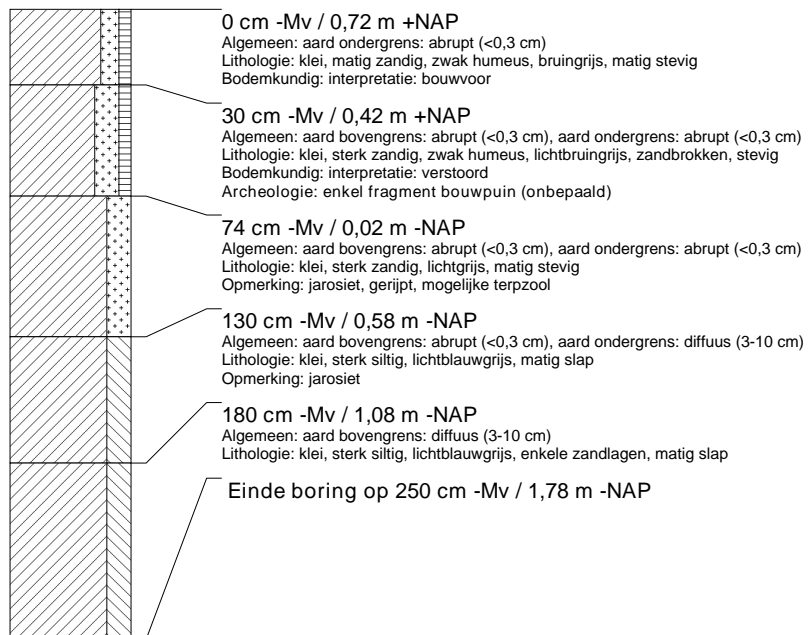 0 cm -Mv / 0,72 m +NAP
Algemeen: aard ondergrens: abrupt (<0,3 cm)
Lithologie: klei, matig zandig, zwak humeus, bruingrijs, matig stevig
Bodemkundig: interpretatie: bouwvoor
30 cm -Mv / 0,42 m +NAP
Algemeen: aard bovengrens: abrupt (<0,3 cm), aard ondergrens: abrupt (<0,3 cm)
Lithologie: klei, sterk zandig, zwak humeus, lichtbruingrijs, zandbrokken, stevig
Bodemkundig: interpretatie: verstoord
Archeologie: enkel fragment bouwpuin (onbepaald)
74 cm -Mv / 0,02 m -NAP
Algemeen: aard bovengrens: abrupt (<0,3 cm), aard ondergrens: abrupt (<0,3 cm)
Lithologie: klei, sterk zandig, lichtgrijs, matig stevig
Opmerking: jarosiet, gerijpt, mogelijke terpzool
130 cm -Mv / 0,58 m -NAP
Algemeen: aard bovengrens: abrupt (<0,3 cm), aard ondergrens: diffuus (3-10 cm)
Lithologie: klei, sterk siltig, lichtblauwgrijs, matig slap
Opmerking: jarosiet
180 cm -Mv / 1,08 m -NAP
Algemeen: aard bovengrens: diffuus (3-10 cm)
Lithologie: klei, sterk siltig, lichtblauwgrijs, enkele zandlagen, matig slap
Einde boring op 250 cm -Mv / 1,78 m -NAP